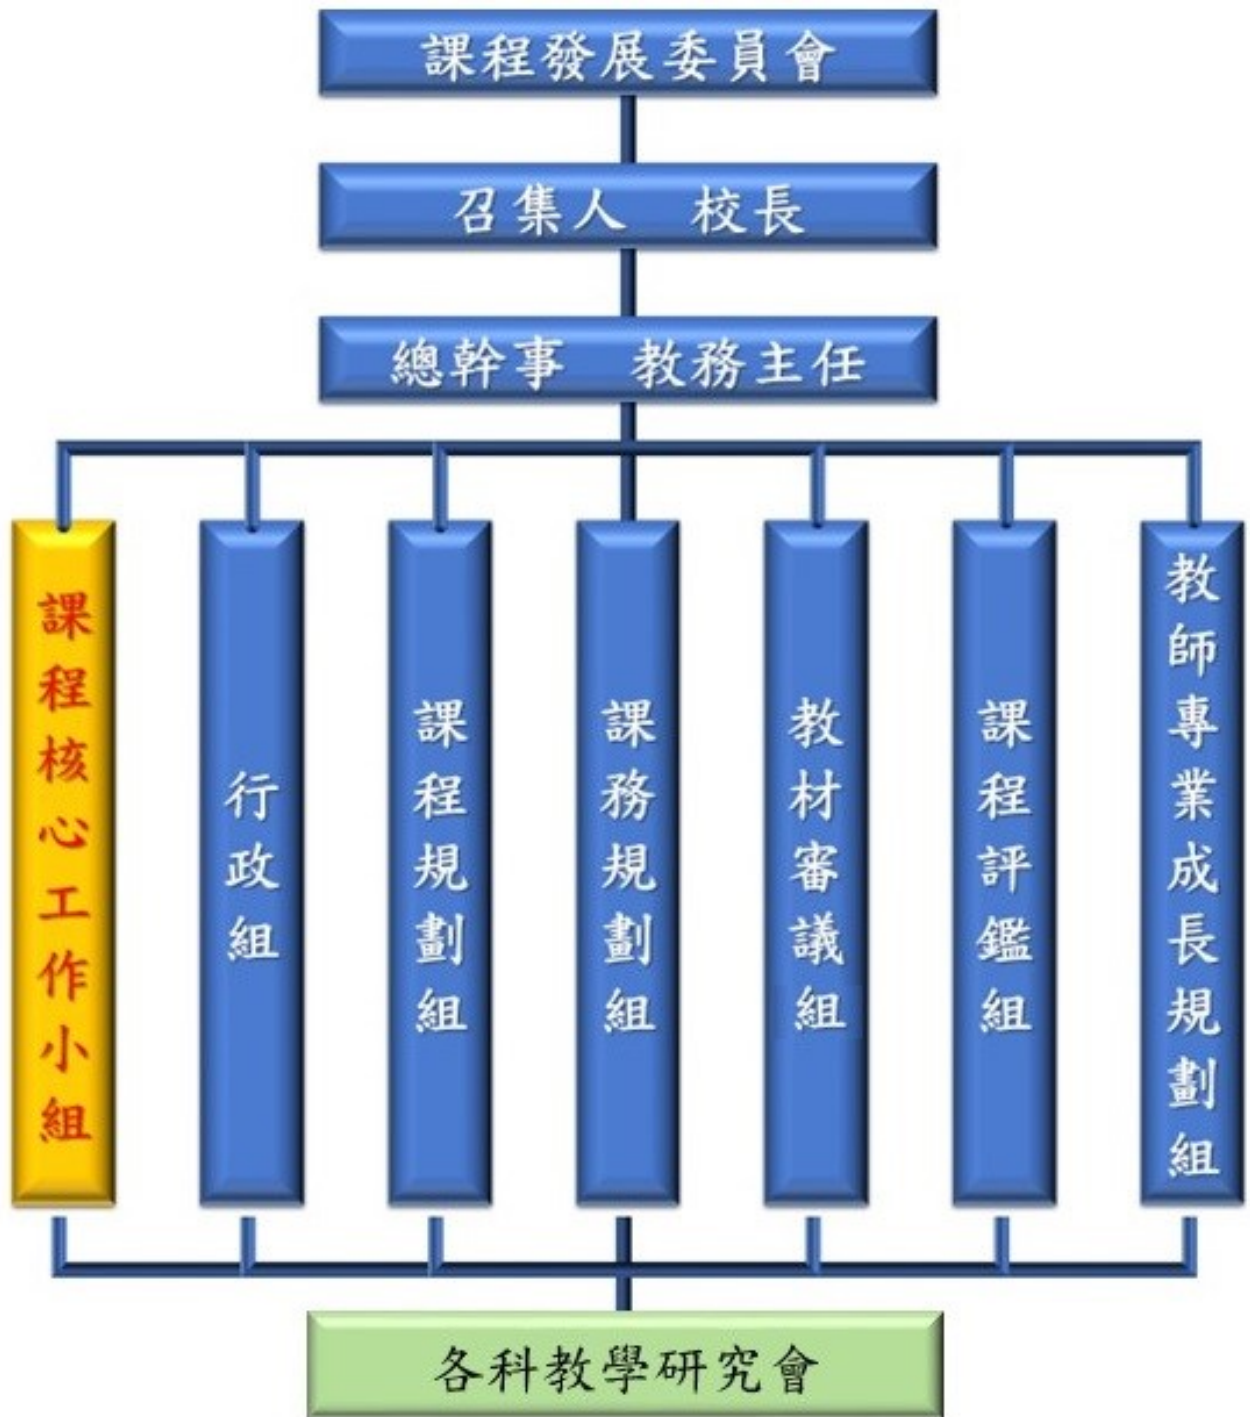 課程發展委員會
召集人　校長
總幹事　教務主任
課程核心工作小組
行政組
課程規劃組
課務規劃組
教材審議組
課程評鑑組
教師專業成長規劃組
各科教學研究會